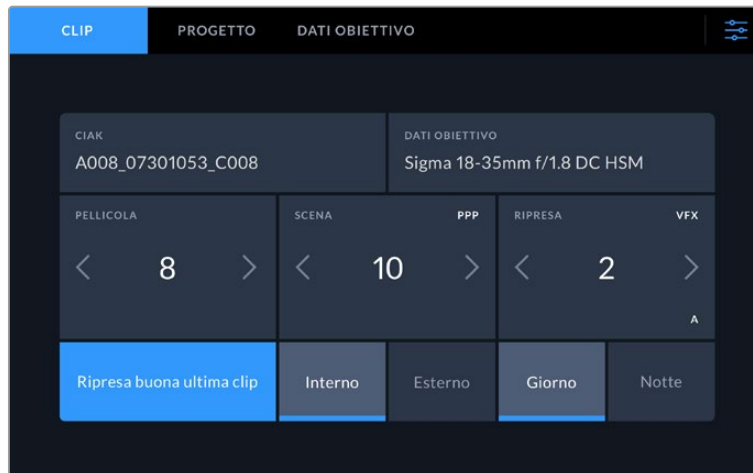 CLIP PROGETTO DATI OBIETTIVO
CIAK DATI OBIETTIVO
A008_07301053_C008 Sigma 18-35mm f/1.8 DC HSM
PELLICOLA SCENA PPP RIPRESA VFX
8 10 2
A
Ripresa buona ultima clip Interno Esterno Giorno Notte